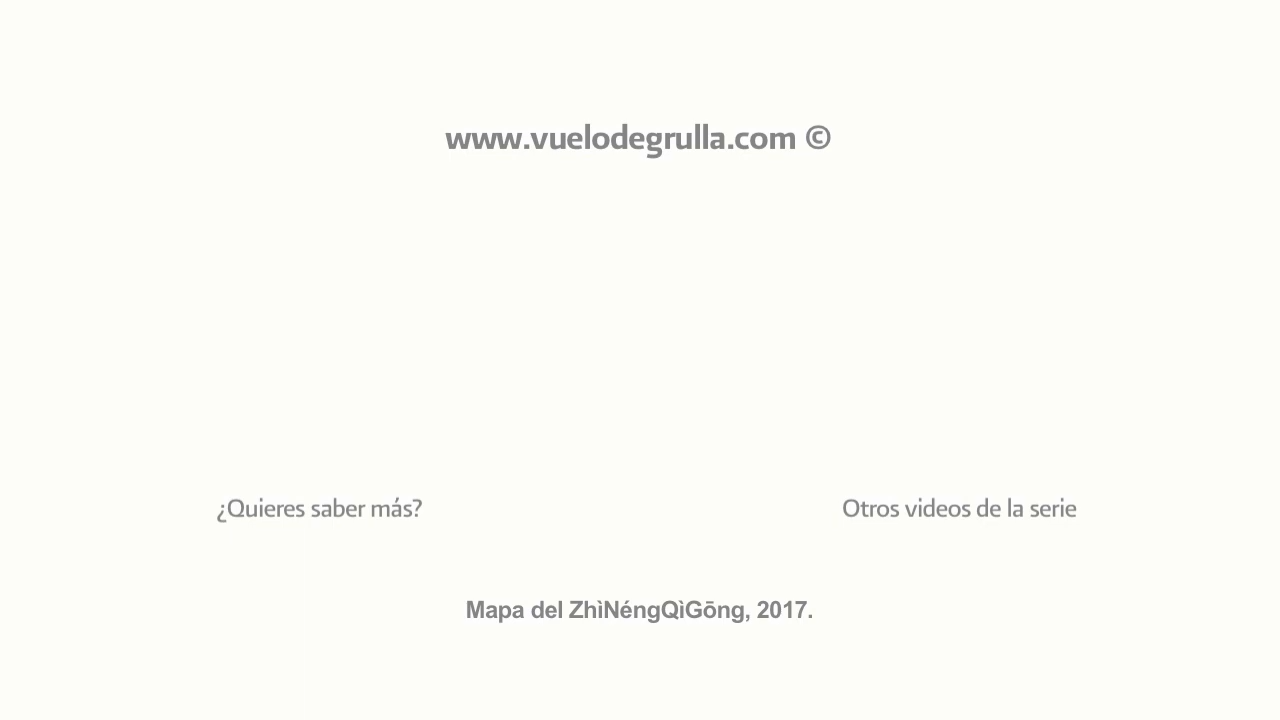 www.vuelodegrulla.com ©
¿Quieres saber más?
Otros videos de la serie
Mapa del ZhìNéngQìGōng, 2017.